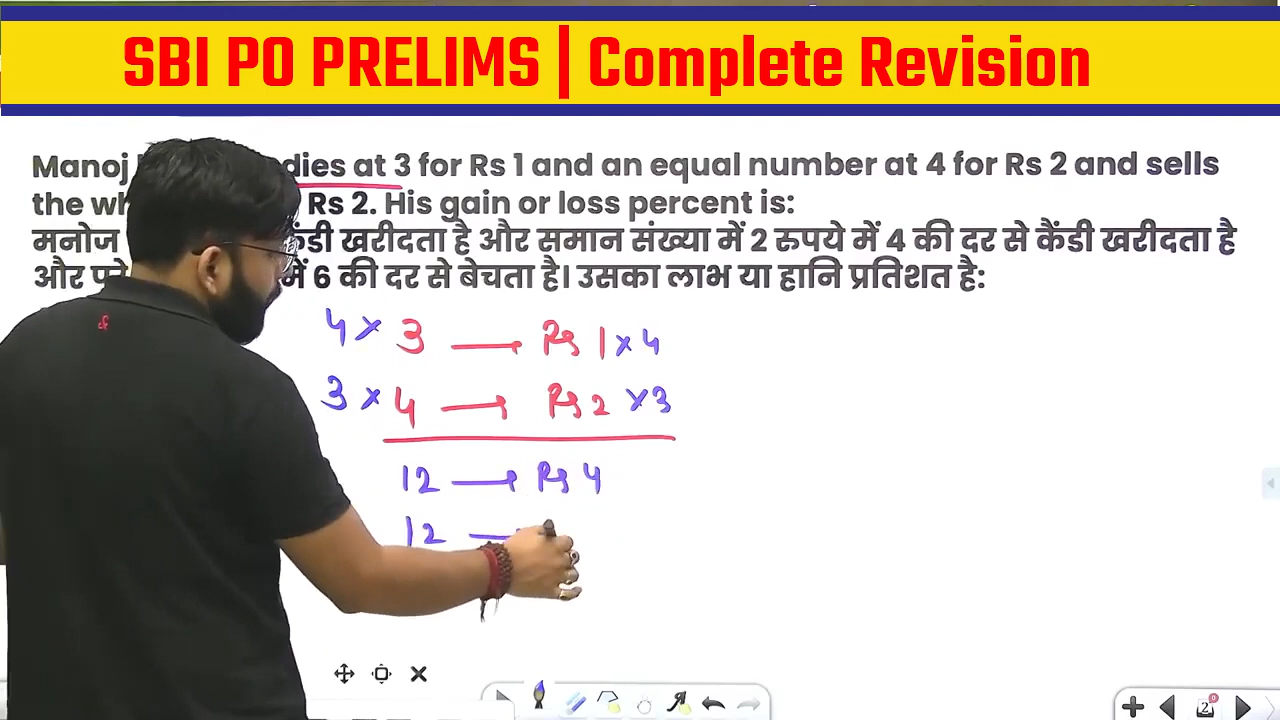 SBI PO PRELIMS | Complete Revision
Manoj dies at 3 for Rs 1 and an equal number at 4 for Rs 2 and sells
the Rs 2. His gain or loss percent is:
मनोज खरीदता है और समान संख्या में 2 रुपये में 4 की दर से कैंडी खरीदता है
और में 6 की दर से बेचता है। उसका लाभ या हानि प्रतिशत है:
4 × 3 → Rs 1 × 4
3 × 4 → Rs 2 × 3
12 → Rs 4
12
2